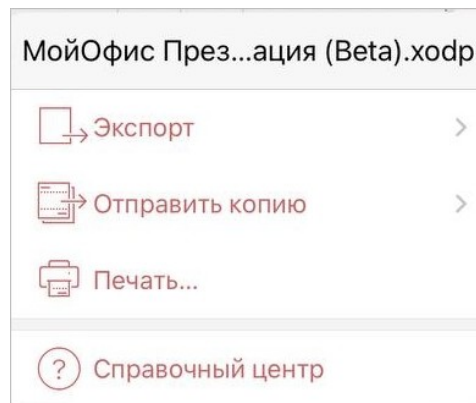 МойОфис През...ация (Beta).xodp
Экспорт
Отправить копию
Печать...
? Справочный центр